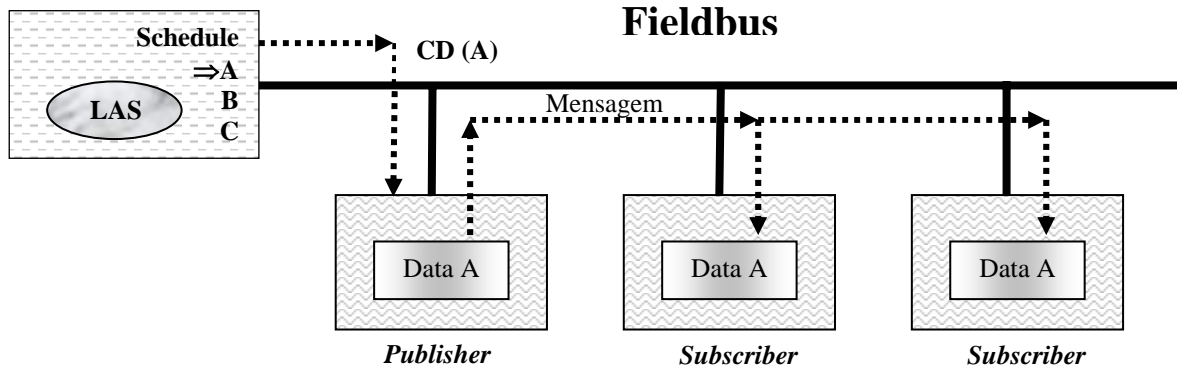 Fieldbus
Schedule
CD (A)
⇒A
LAS
B
C
Mensagem
Data A
Data A
Data A
Publisher
Subscriber
Subscriber